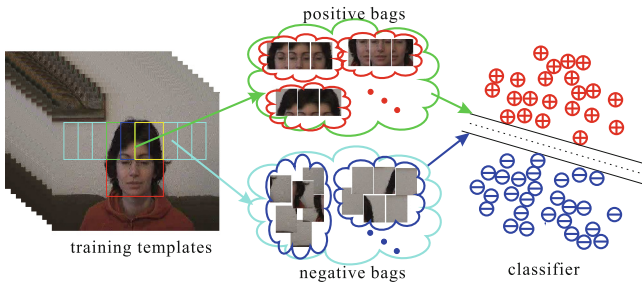 positive bags
training templates
negative bags
classifier